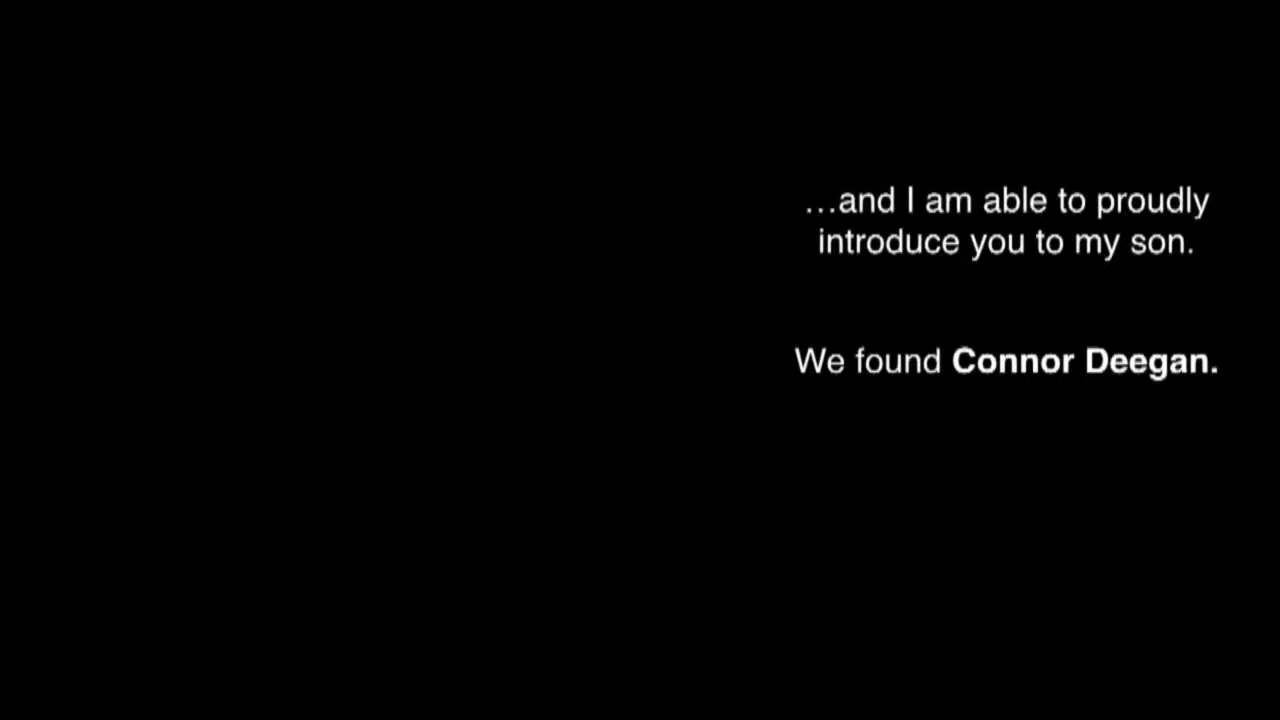 …and I am able to proudly
introduce you to my son.
We found Connor Deegan.